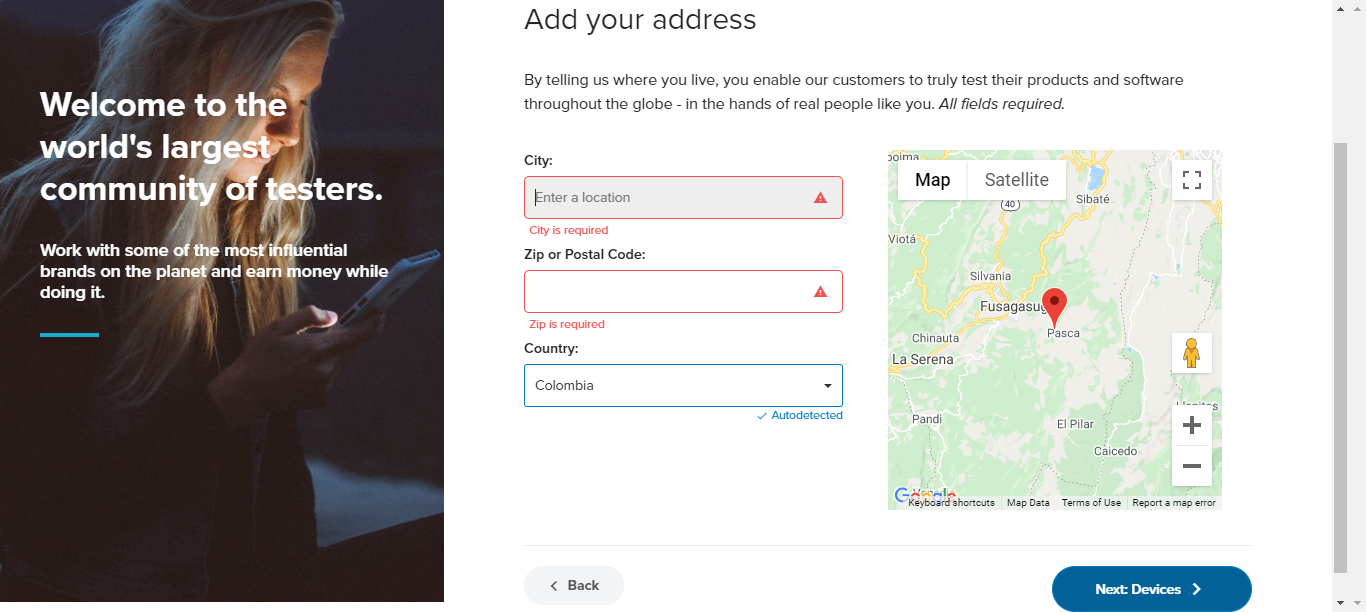 Add your address
Welcome to the
world's largest
community of testers.
Work with some of the most influential
brands on the planet and earn money while
doing it.
By telling us where you live, you enable our customers to truly test their products and software
throughout the globe - in the hands of real people like you. All fields required.
City:
Enter a location
City is required
Zip or Postal Code:
Zip is required
Country:
Colombia
Autodetected
Map
Satellite
40
Sibaté
Viotá
Silvania
Pasca
Chinauta
La Serena
Pandi
El Pilar
Caicedo
Google
Keyboard shortcuts
Map Data
Terms of Use
Report a map error
Back
Next: Devices